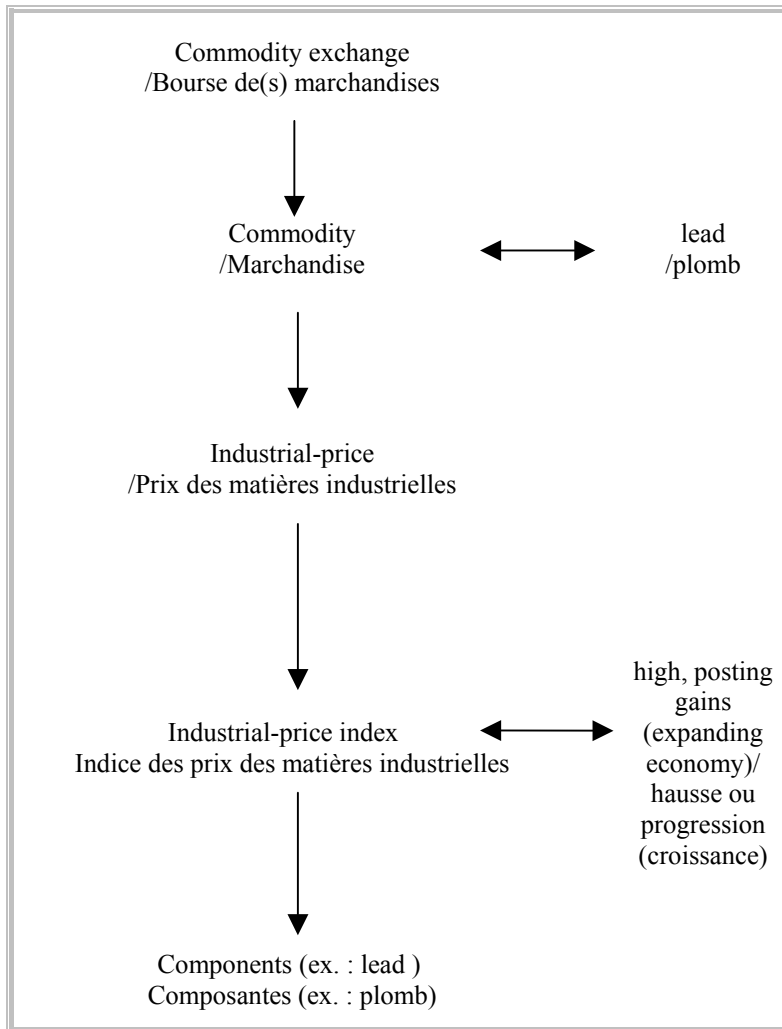 Commodity exchange
/Bourse de(s) marchandises
Commodity
/Marchandise
lead
/plomb
Industrial-price
/Prix des matières industrielles
Industrial-price index
Indice des prix des matières industrielles
high, posting
gains
(expanding
economy)/
hausse ou
progression
(croissance)
Components (ex. : lead )
Composantes (ex. : plomb)